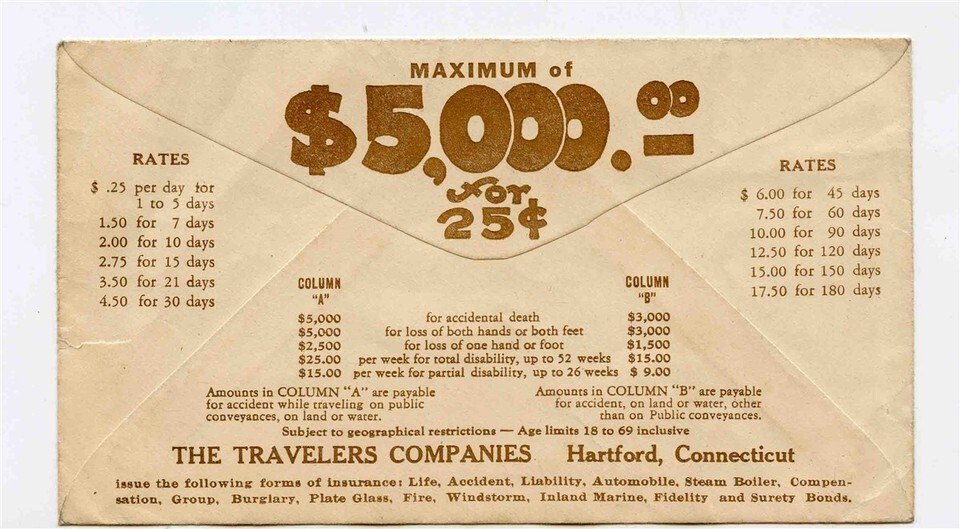 MAXIMUM of
$5,000.00
For
25¢
RATES
$ .25 per day for
1 to 5 days
1.50 for 7 days
2.00 for 10 days
2.75 for 15 days
3.50 for 21 days
4.50 for 30 days
RATES
$ 6.00 for 45 days
7.50 for 60 days
10.00 for 90 days
12.50 for 120 days
15.00 for 150 days
17.50 for 180 days
COLUMN "A" COLUMN "B"
$5,000 for accidental death $3,000
$5,000 for loss of both hands or both feet $3,000
$2,500 for loss of one hand or foot $1,500
$25.00 per week for total disability, up to 52 weeks $15.00
$15.00 per week for partial disability, up to 26 weeks $ 9.00
Amounts in COLUMN "A" are payable
for accident while traveling on public
conveyances, on land or water.
Amounts in COLUMN "B" are payable
for accident, on land or water, other
than on Public conveyances.
Subject to geographical restrictions — Age limits 18 to 69 inclusive
THE TRAVELERS COMPANIES Hartford, Connecticut
issue the following forms of insurance: Life, Accident, Liability, Automobile, Steam Boiler, Compen-
sation, Group, Burglary, Plate Glass, Fire, Windstorm, Inland Marine, Fidelity and Surety Bonds.